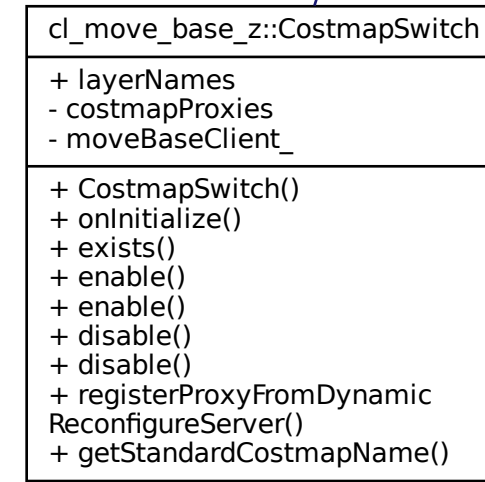 cl_move_base_z::CostmapSwitch
+ layerNames
- costmapProxies
- moveBaseClient_
+ CostmapSwitch()
+ onInitialize()
+ exists()
+ enable()
+ enable()
+ disable()
+ disable()
+ registerProxyFromDynamic
ReconfigureServer()
+ getStandardCostmapName()